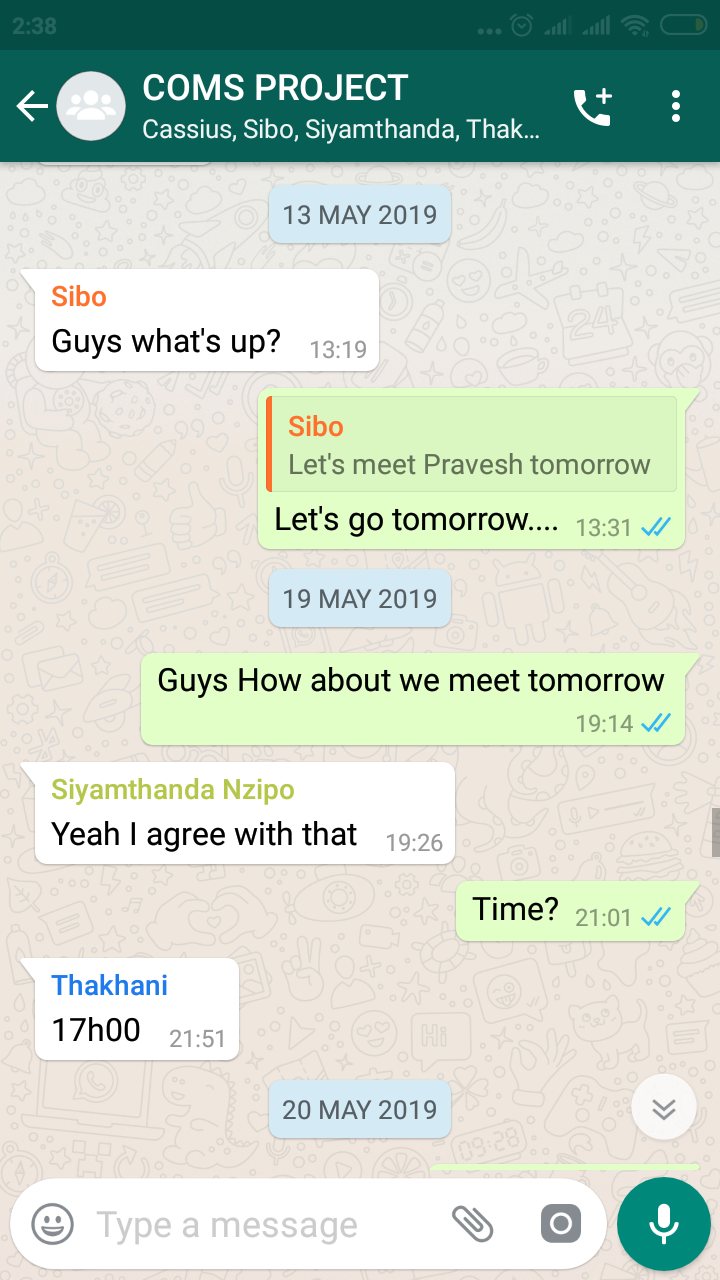 2:38
COMS PROJECT
Cassius, Sibo, Siyamthanda, Thak...
13 MAY 2019
Sibo
Guys what's up? 13:19
Sibo
Let's meet Pravesh tomorrow
Let's go tomorrow.... 13:31
19 MAY 2019
Guys How about we meet tomorrow
19:14
Siyamthanda Nzipo
Yeah I agree with that 19:26
Time? 21:01
Thakhani
17h00 21:51
20 MAY 2019
Type a message